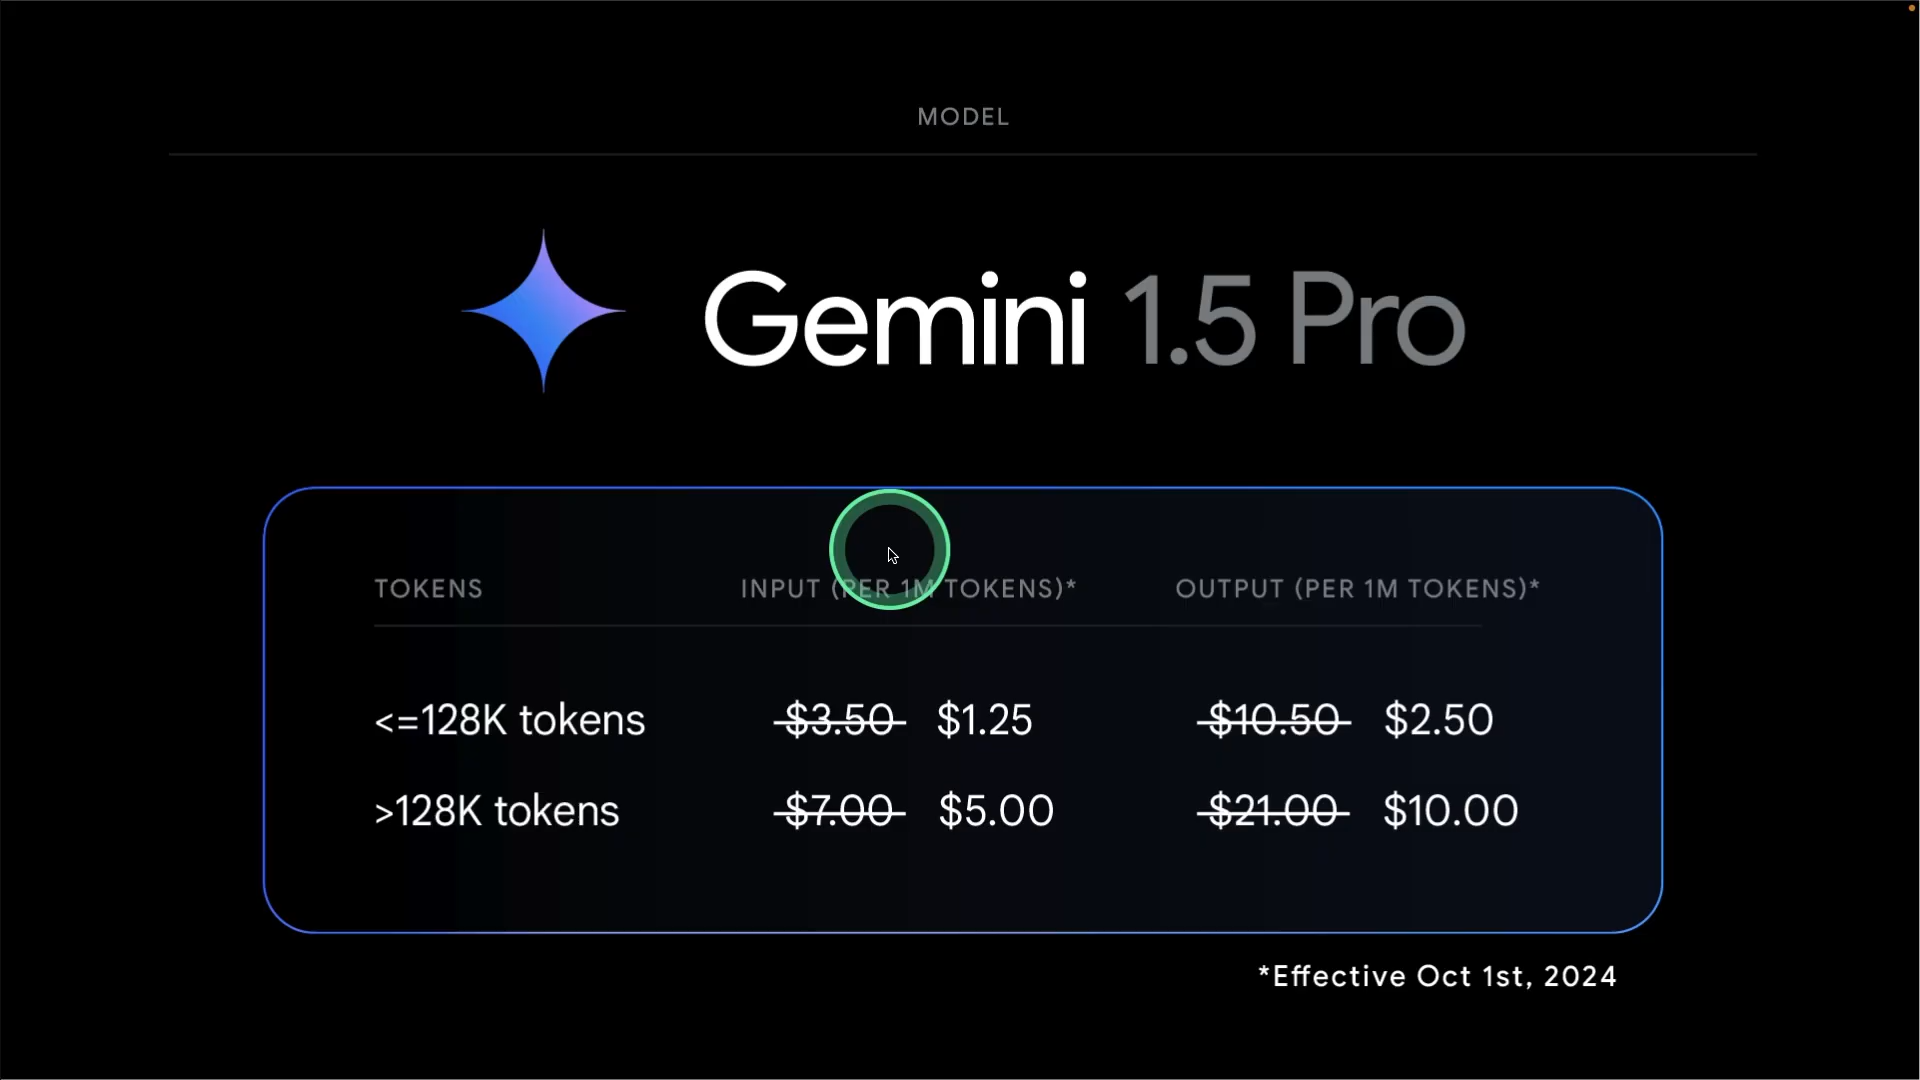 MODEL
Gemini 1.5 Pro
TOKENS INPUT (PER 1M TOKENS)* OUTPUT (PER 1M TOKENS)*
<=128K tokens $3.50 $1.25 $10.50 $2.50
>128K tokens $7.00 $5.00 $21.00 $10.00
*Effective Oct 1st, 2024